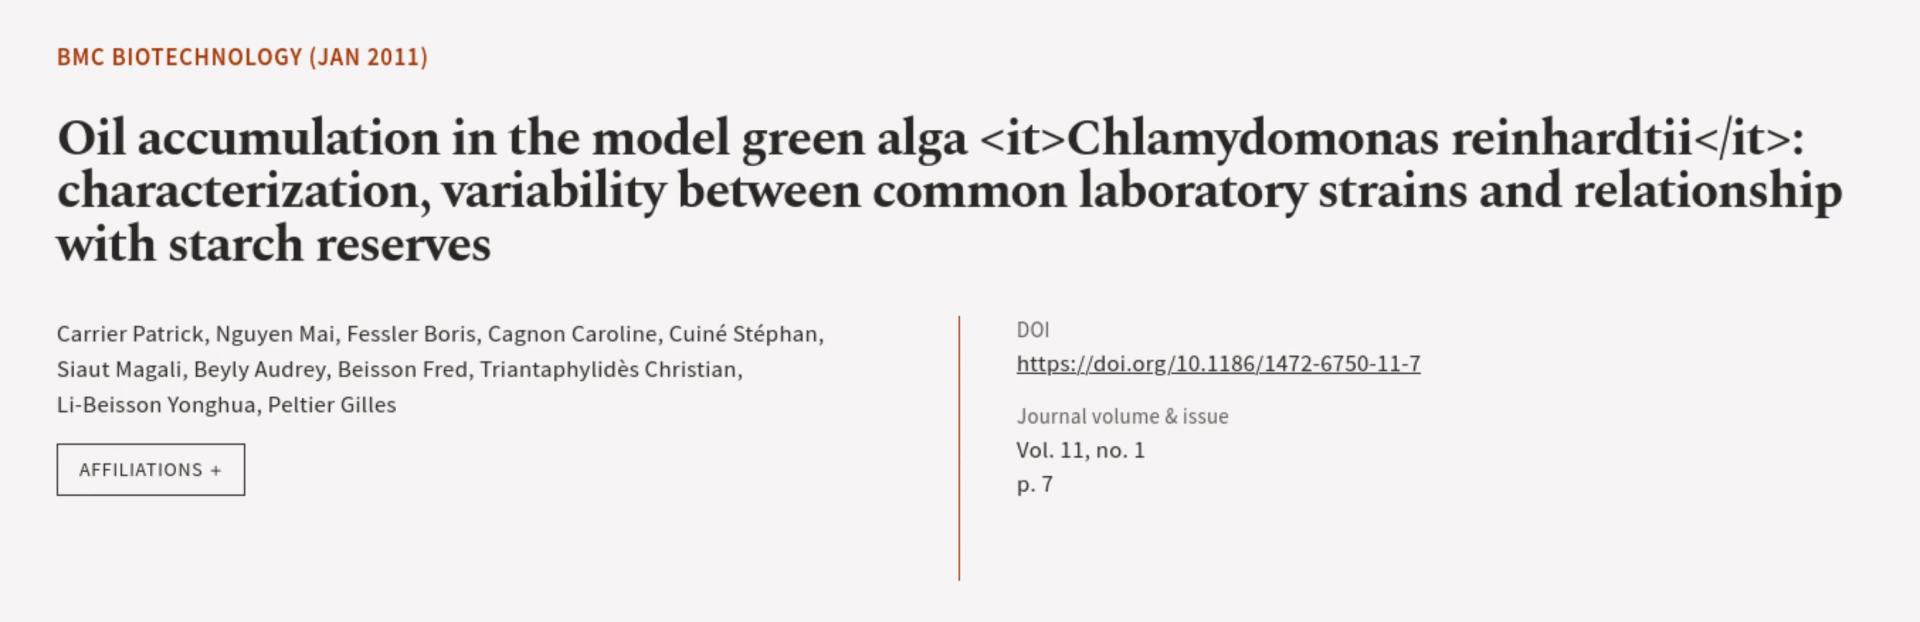 BMC BIOTECHNOLOGY (JAN 2011)
Oil accumulation in the model green alga <it>Chlamydomonas reinhardtii</it>:
characterization, variability between common laboratory strains and relationship
with starch reserves
Carrier Patrick, Nguyen Mai, Fessler Boris, Cagnon Caroline, Cuiné Stéphan,
Siaut Magali, Beyly Audrey, Beisson Fred, Triantaphylidès Christian,
Li-Beisson Yonghua, Peltier Gilles
AFFILIATIONS +
DOI
https://doi.org/10.1186/1472-6750-11-7
Journal volume & issue
Vol. 11, no. 1
p. 7